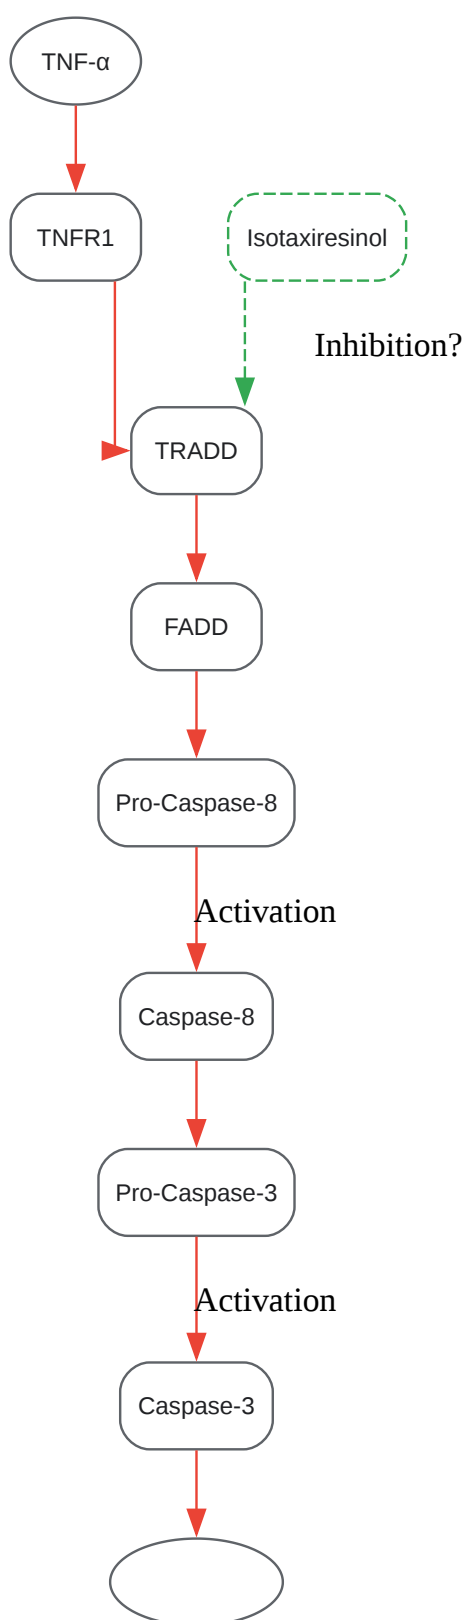 TNF-α
TNFR1
Isotaxiresinol
Inhibition?
TRADD
FADD
Pro-Caspase-8
Activation
Caspase-8
Pro-Caspase-3
Activation
Caspase-3